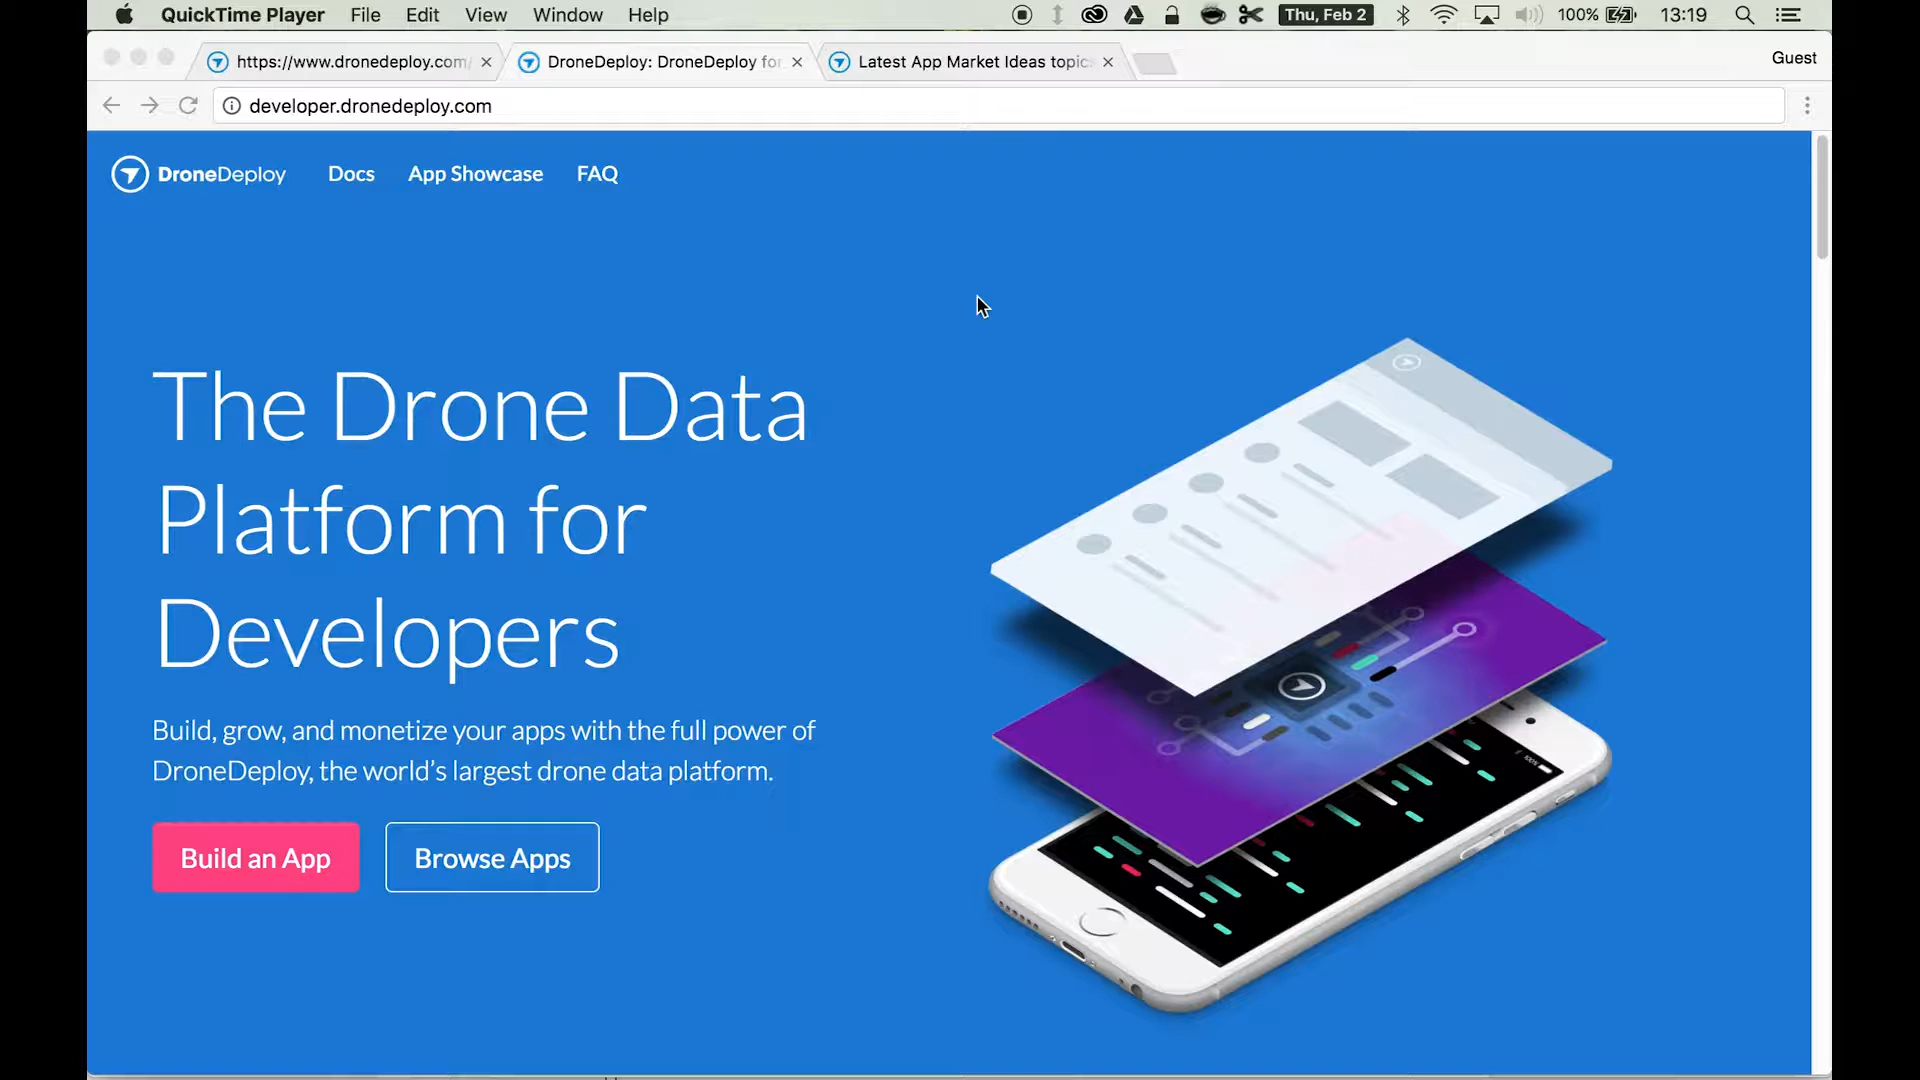 QuickTime Player File Edit View Window Help Thu, Feb 2 100% 13:19
https://www.dronedeploy.com/ DroneDeploy: DroneDeploy for Latest App Market Ideas topics Guest
developer.dronedeploy.com
DroneDeploy Docs App Showcase FAQ
The Drone Data
Platform for
Developers
Build, grow, and monetize your apps with the full power of
DroneDeploy, the world's largest drone data platform.
Build an App Browse Apps